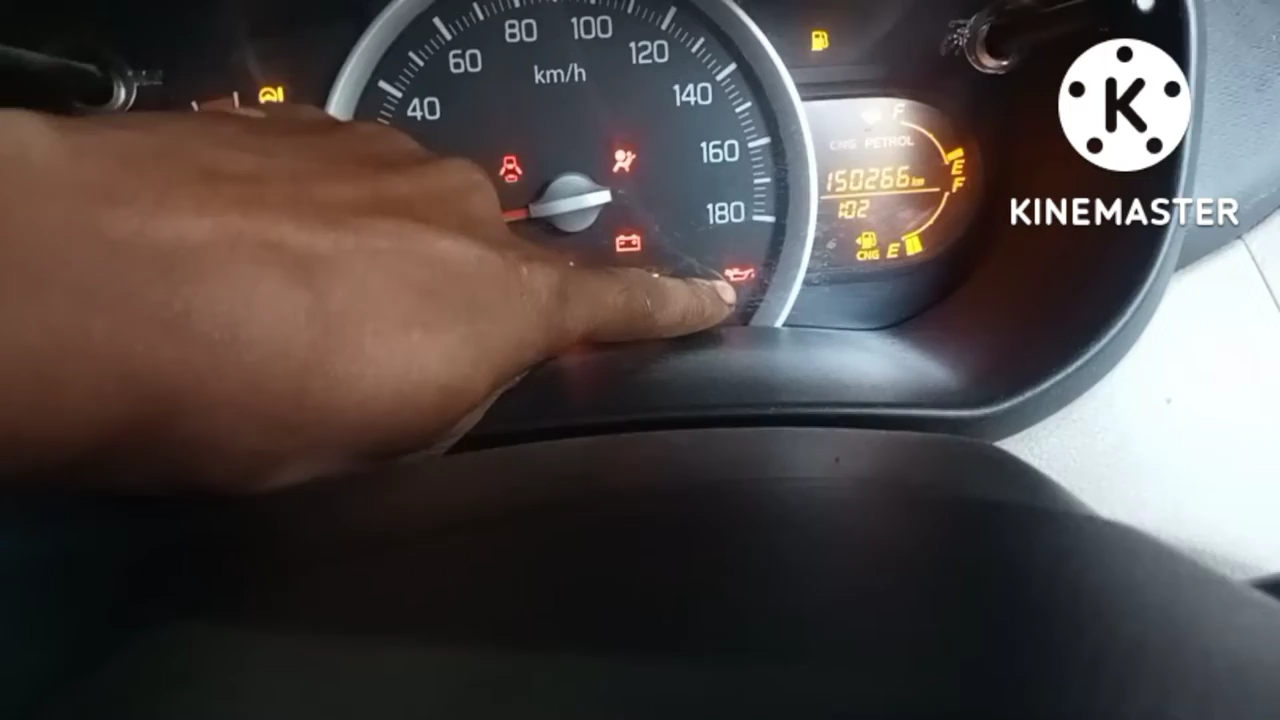 80 100
60 120
km/h
40 140
160
180
F
CNG PETROL
150266 km
E
F
102
CNG E
K
KINEMASTER